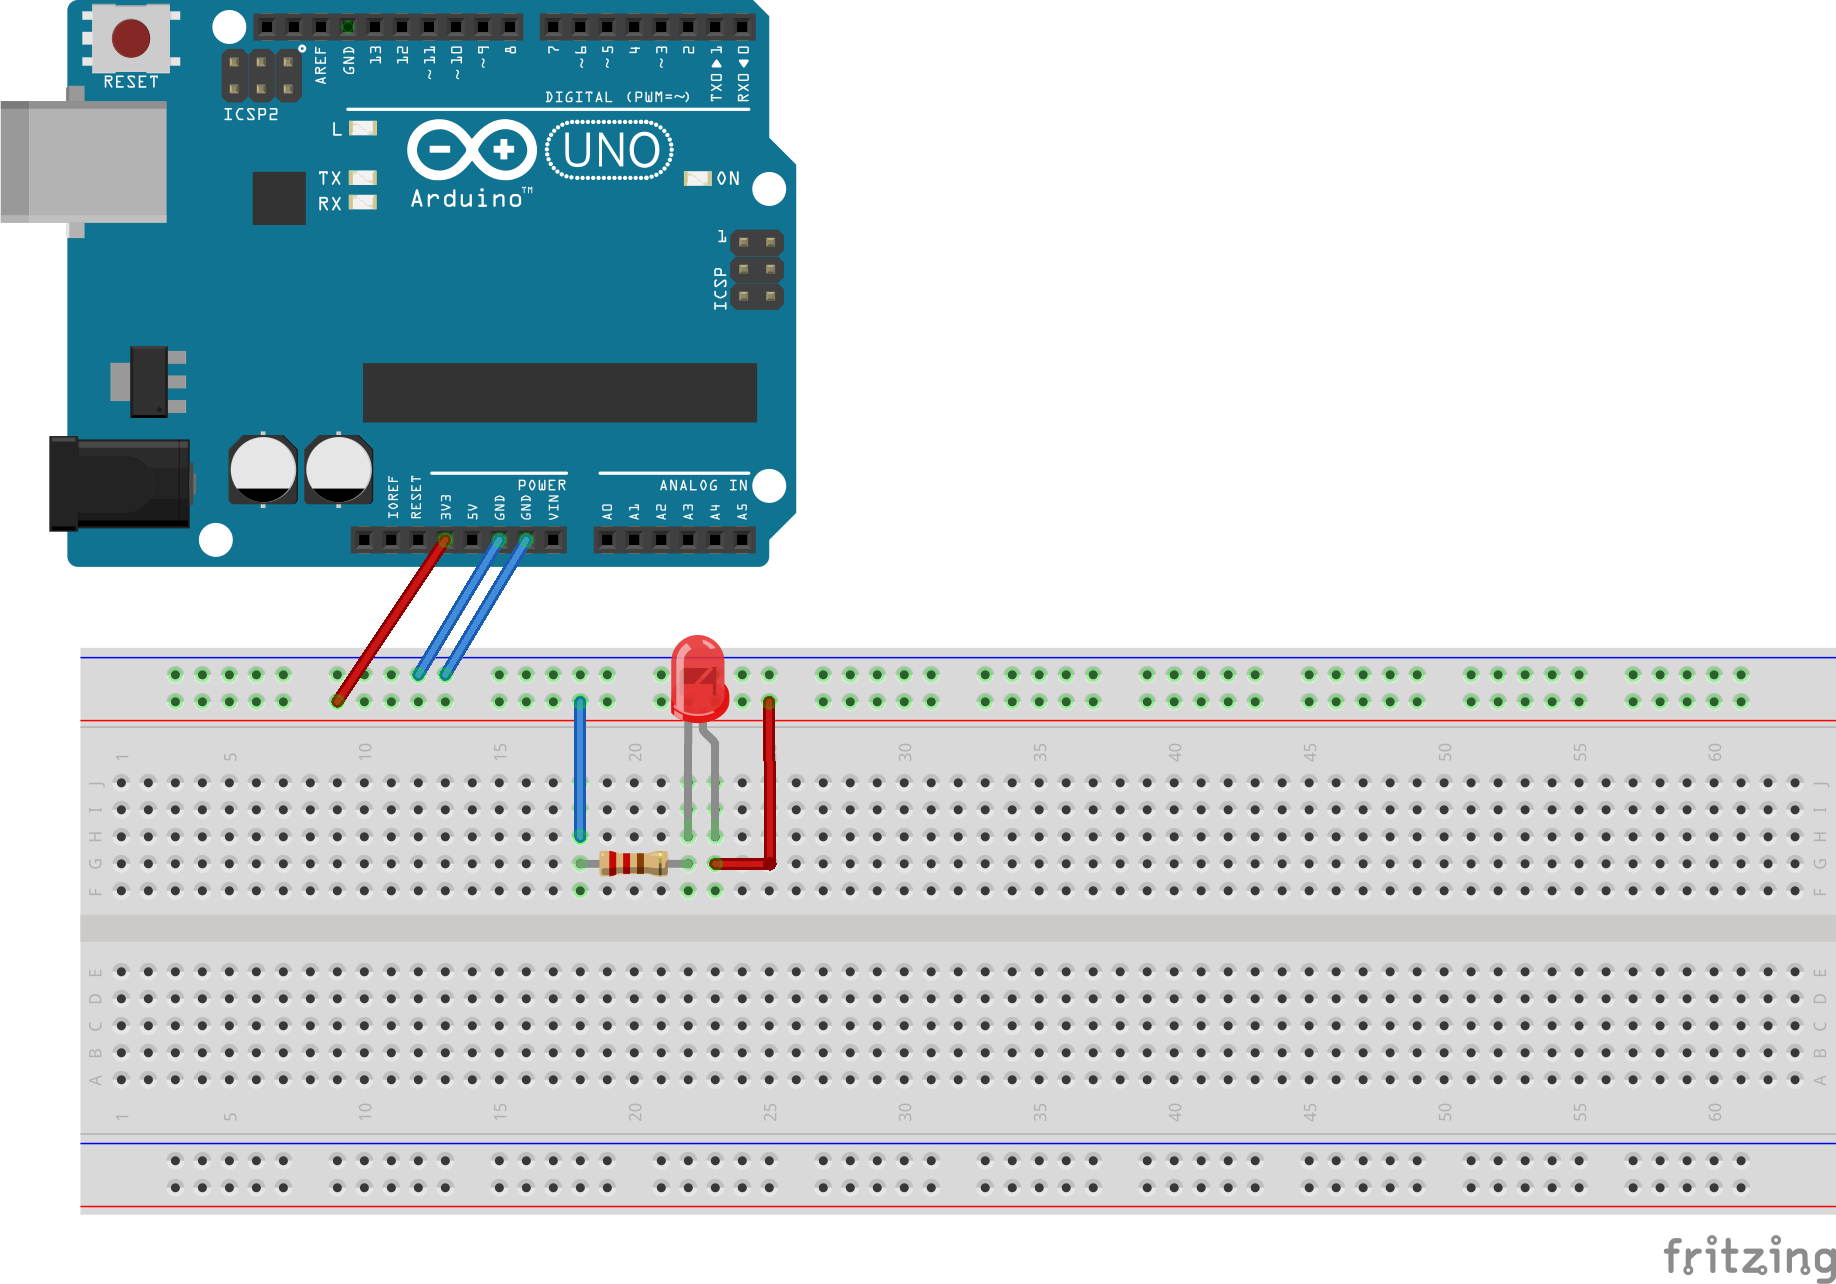 RESET
ICSP2
AREF
GND
13
12
~11
~10
~9
8
7
~6
~5
4
~3
2
TX0▶1
RX0◀0
DIGITAL (PWM=~)
L
TX
RX
UNO
Arduino™
ON
1
ICSP
POWER
ANALOG IN
IOREF
RESET
3V3
5V
GND
GND
VIN
A0
A1
A2
A3
A4
A5
1 5 10 15 20 30 35 40 45 50 55 60
J J
I I
H H
G G
F F
E E
D D
C C
B B
A A
1 5 10 15 20 25 30 35 40 45 50 55 60
fritzing